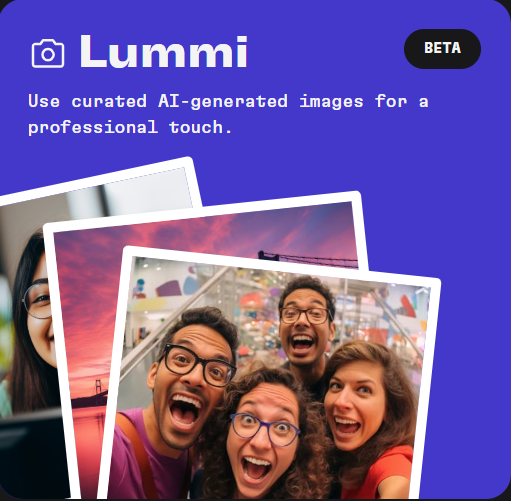 Lummi
BETA
Use curated AI-generated images for a
professional touch.